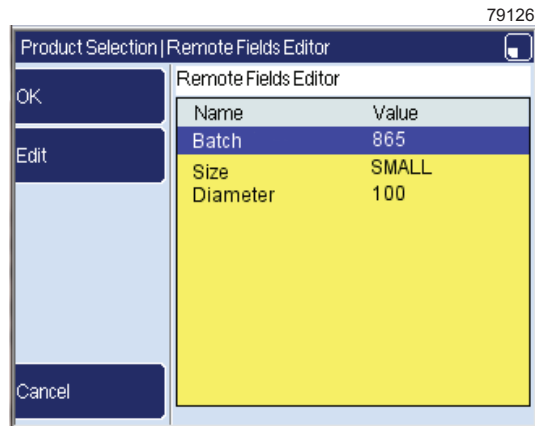 79126
Product Selection | Remote Fields Editor
OK
Edit
Cancel
Remote Fields Editor
Name Value
Batch 865
Size SMALL
Diameter 100